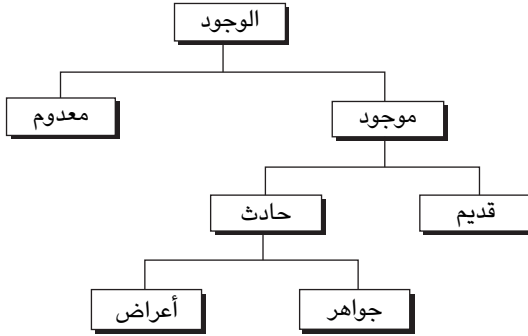 الوجود
موجود
معدوم
قديم
حادث
جواهر
أعراض